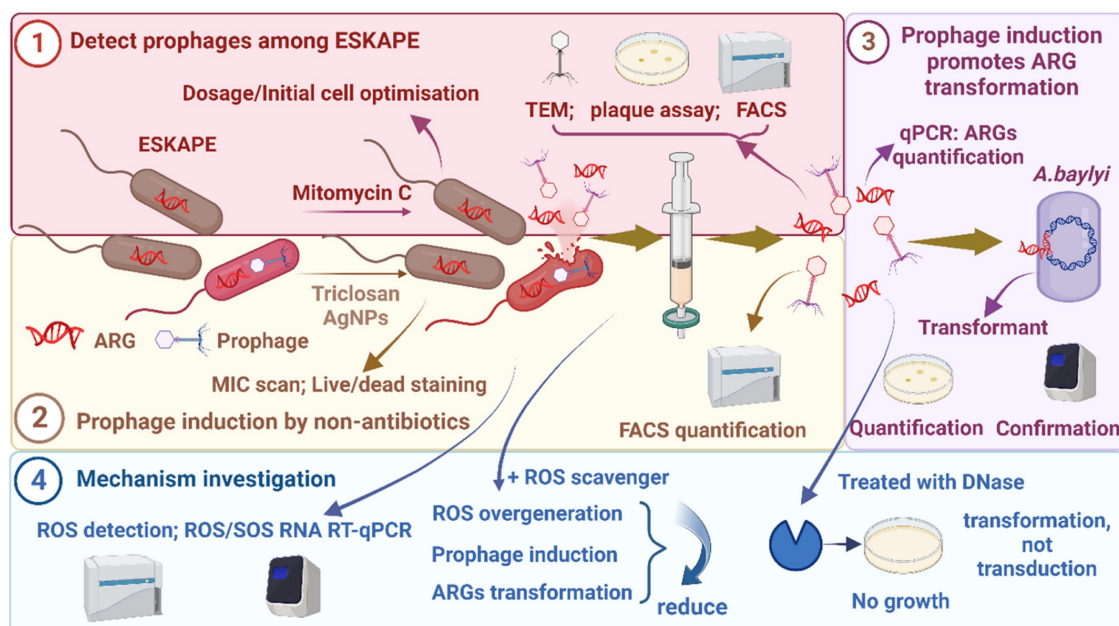 1
Detect prophages among ESKAPE
Dosage/Initial cell optimisation
ESKAPE
Mitomycin C
TEM; plaque assay; FACS
3
Prophage induction
promotes ARG
transformation
qPCR: ARGs
quantification
A.baylyi
Transformant
Quantification
Confirmation
Triclosan
AgNPs
ARG
Prophage
MIC scan; Live/dead staining
2
Prophage induction by non-antibiotics
FACS quantification
4
Mechanism investigation
ROS detection; ROS/SOS RNA RT-qPCR
+ ROS scavenger
ROS overgeneration
Prophage induction
ARGs transformation
reduce
Treated with DNase
transformation,
not
transduction
No growth